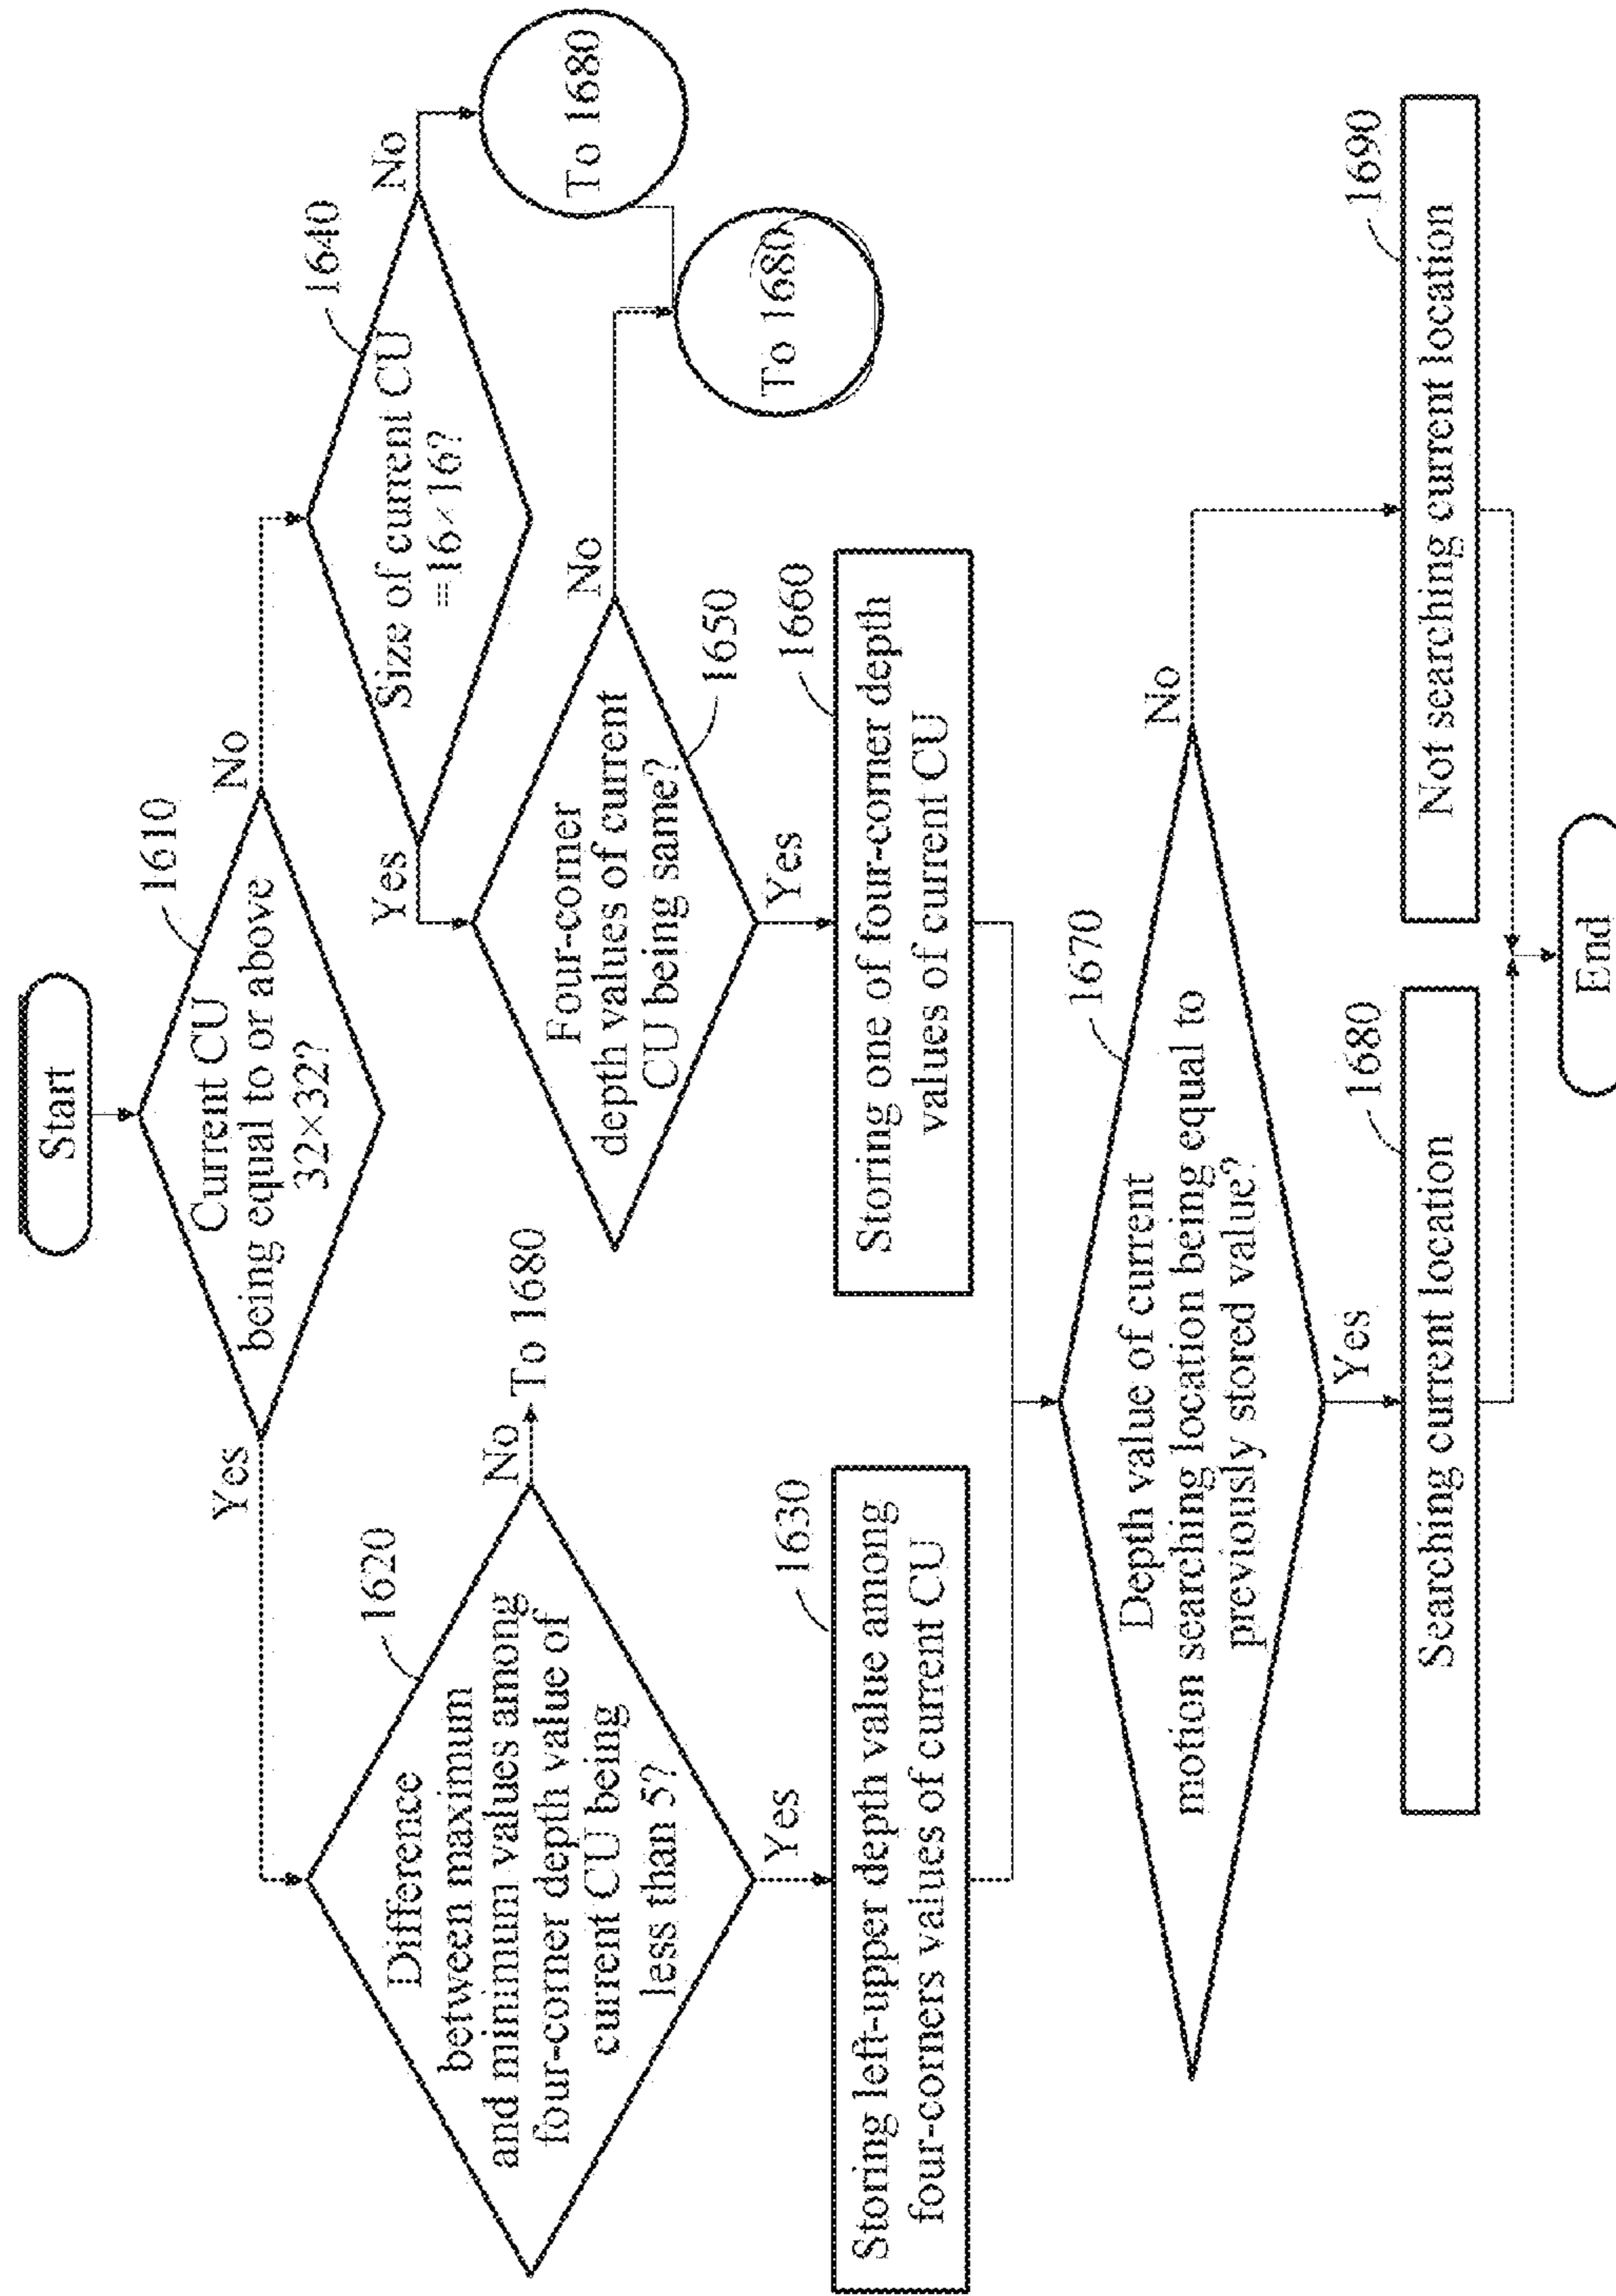 Start
Current CU
being equal to or above
32×32?
1610
Yes
No
Difference
between maximum
and minimum values among
four-corner depth value of
current CU being
less than 5?
1620
No
To 1680
Yes
Storing left-upper depth value among
four-corners values of current CU
1630
Size of current CU
=16×16?
1640
Yes
No
To 1680
Four-corner
depth values of current
CU being same?
1650
No
To 1680
Yes
Storing one of four-corner depth
values of current CU
1660
Depth value of current
motion searching location being equal to
previously stored value?
1670
Yes
No
Searching current location
1680
Not searching current location
1690
End